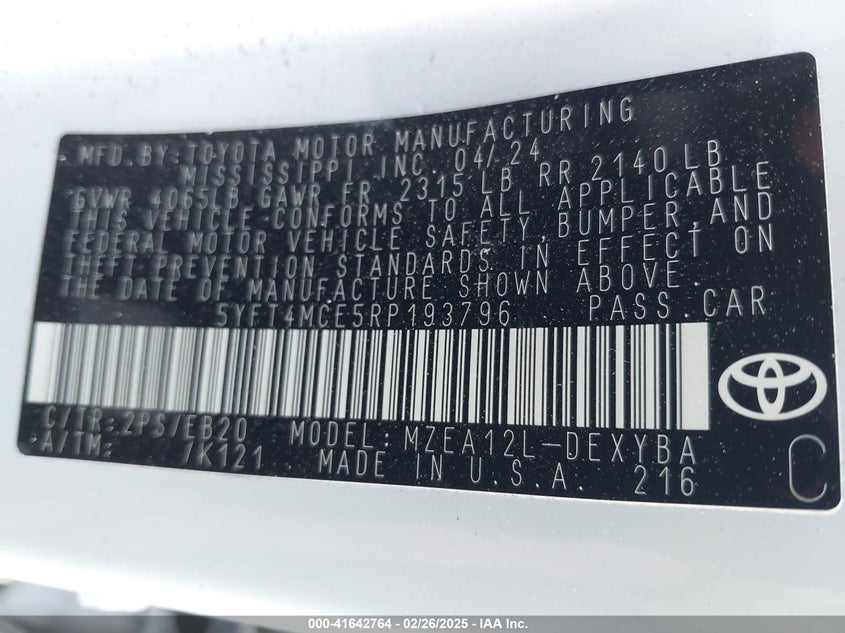 MFD.BY:TOYOTA MOTOR MANUFACTURING
MISSISSIPPI INC. 04/24
GVWR 4065LB GAWR FR 2315LB RR 2140LB
THIS VEHICLE CONFORMS TO ALL APPLICABLE
FEDERAL MOTOR VEHICLE SAFETY, BUMPER, AND
THEFT PREVENTION STANDARDS IN EFFECT ON
THE DATE OF MANUFACTURE SHOWN ABOVE.
5YFT4MCE5RP193796 PASS.CAR
C/TR:2PS/EB20 MODEL:MZEA12L-DEXYBA
A/TM: /K121 MADE IN U.S.A. 216
C
000-41642764 - 02/26/2025 - IAA Inc.